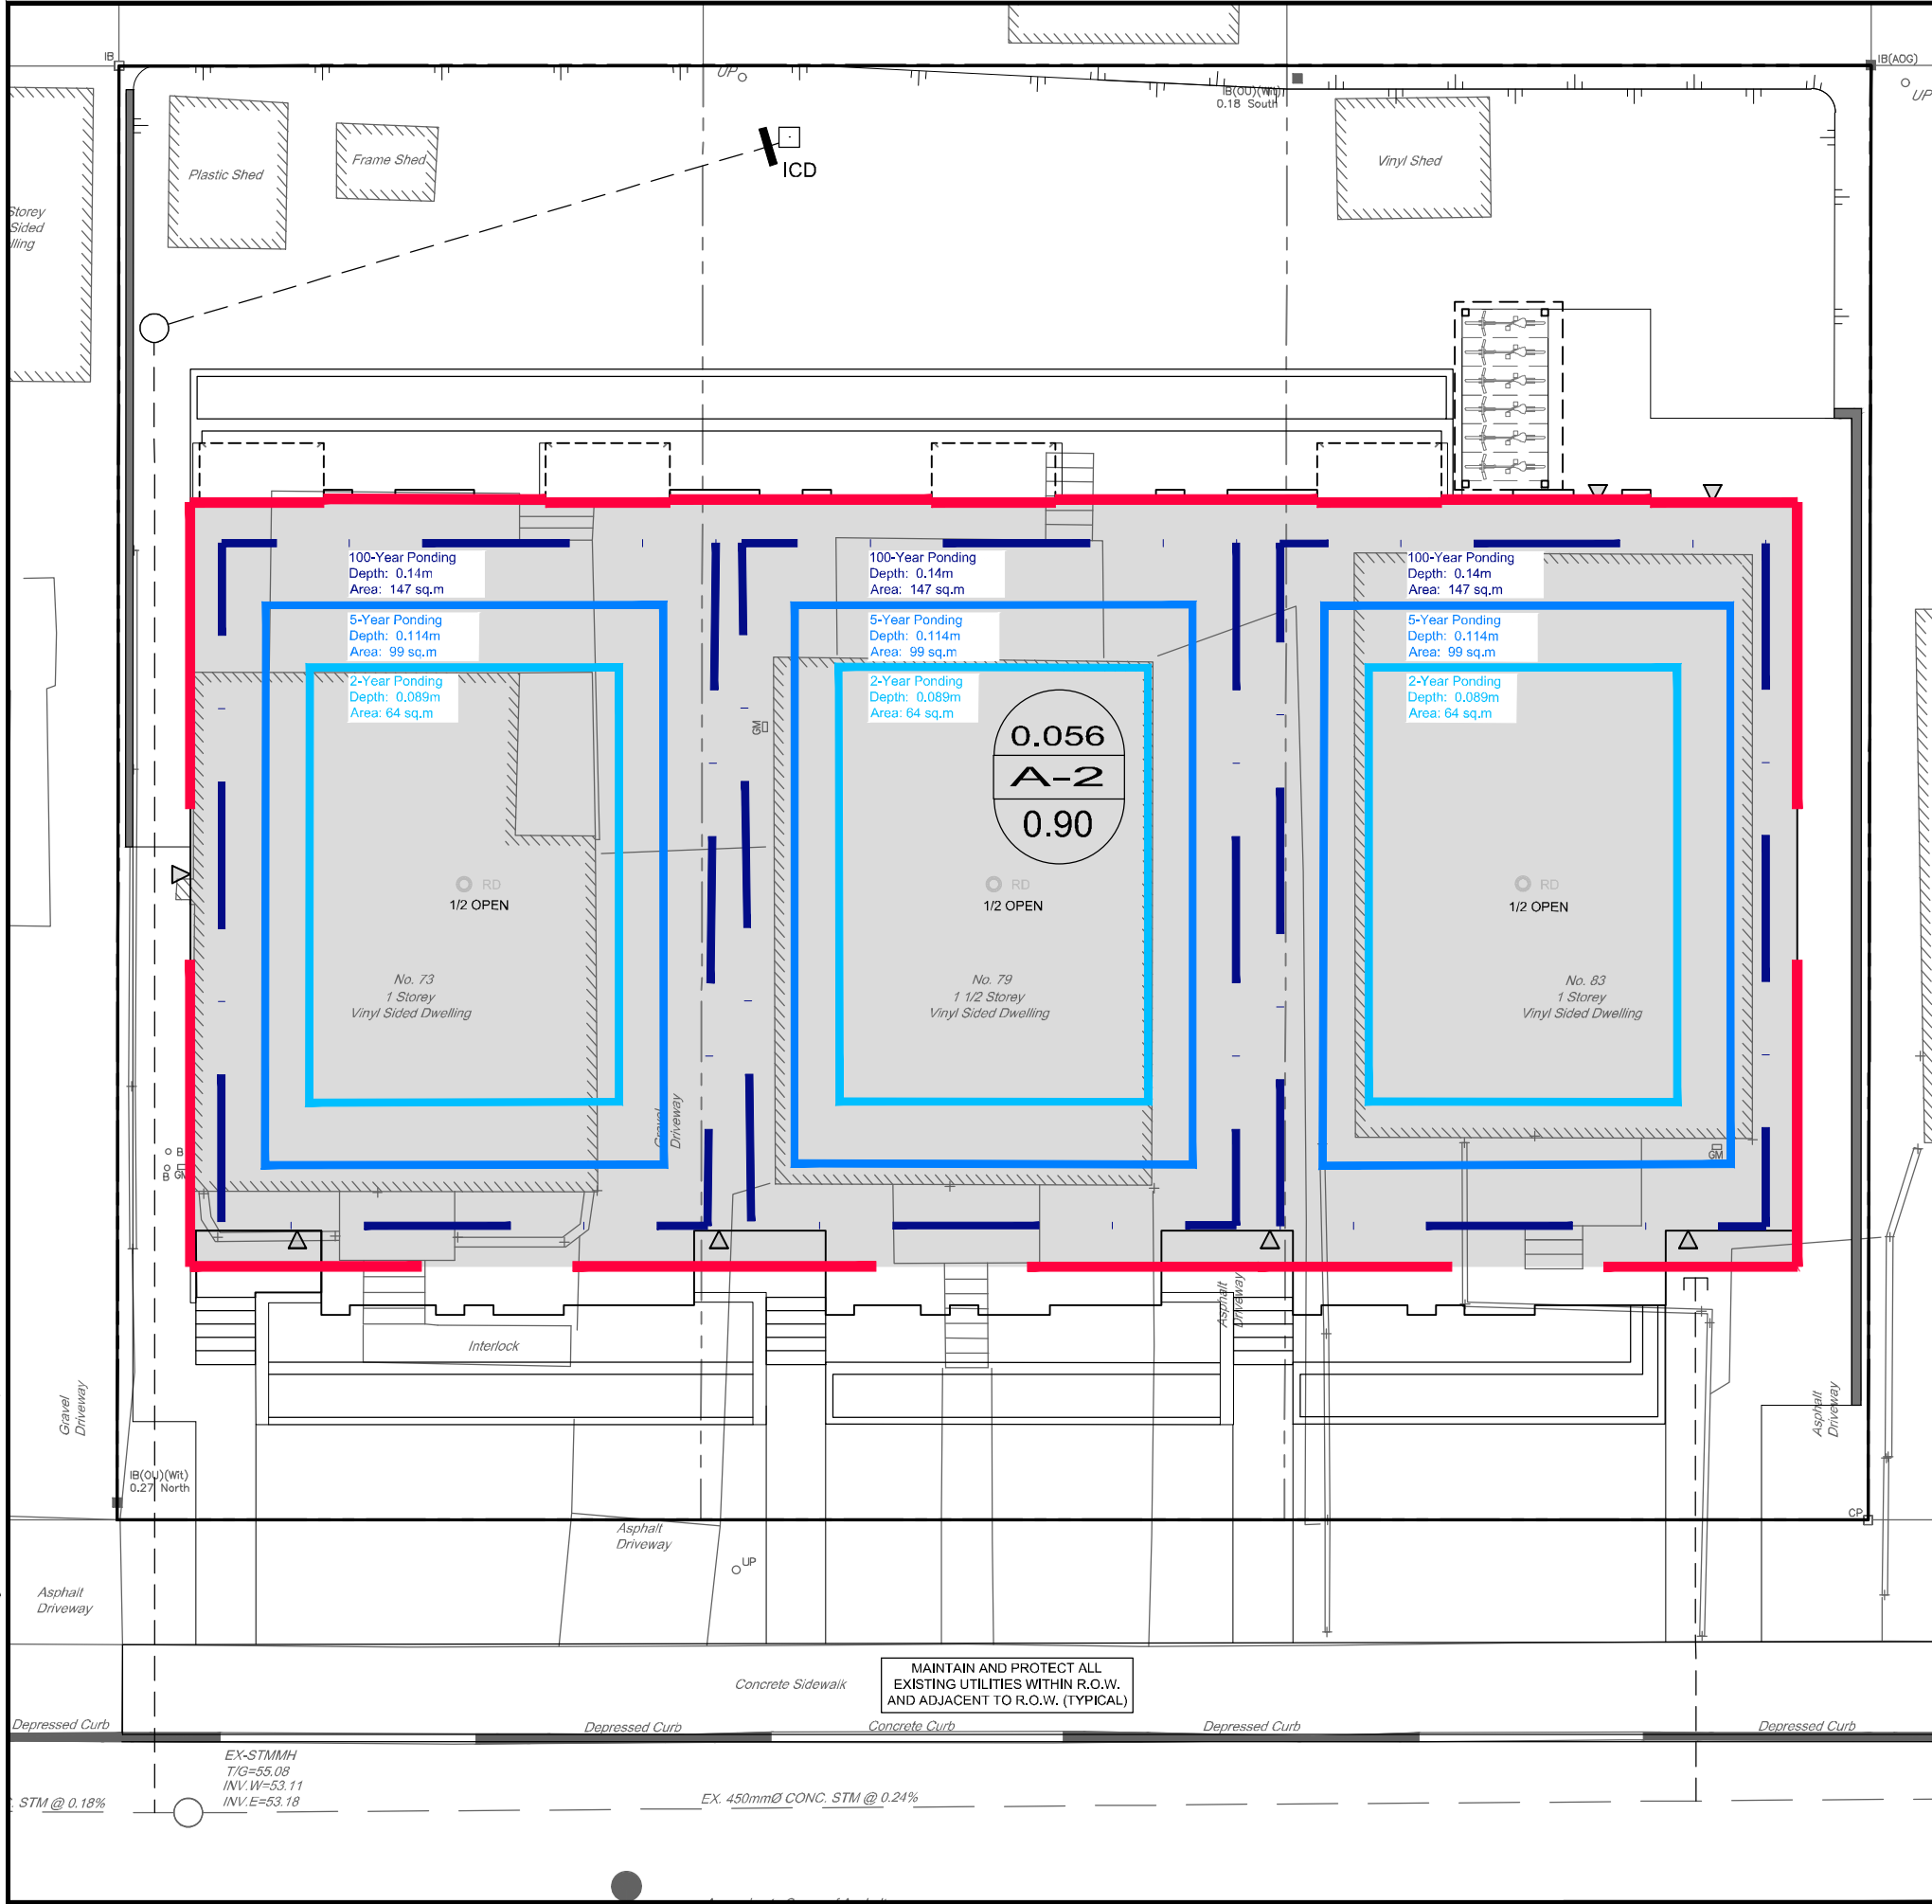 IB
IB(AOG)
UP
UP
IB(OU)(Wit)
0.18 South
Plastic Shed
Frame Shed
ICD
Vinyl Shed
Storey
Sided
100-Year Ponding
Depth: 0.14m
Area: 147 sq.m
100-Year Ponding
Depth: 0.14m
Area: 147 sq.m
100-Year Ponding
Depth: 0.14m
Area: 147 sq.m
5-Year Ponding
Depth: 0.114m
Area: 99 sq.m
5-Year Ponding
Depth: 0.114m
Area: 99 sq.m
5-Year Ponding
Depth: 0.114m
Area: 99 sq.m
2-Year Ponding
Depth: 0.089m
Area: 64 sq.m
2-Year Ponding
Depth: 0.089m
Area: 64 sq.m
2-Year Ponding
Depth: 0.089m
Area: 64 sq.m
GM
0.056
A-2
0.90
RD
1/2 OPEN
RD
1/2 OPEN
RD
1/2 OPEN
No. 73
1 Storey
Vinyl Sided Dwelling
No. 79
1 1/2 Storey
Vinyl Sided Dwelling
No. 83
1 Storey
Vinyl Sided Dwelling
Gravel
Driveway
B
B
GM
GM
Asphalt
Driveway
Interlock
Gravel
Driveway
Asphalt
Driveway
IB(OU)(Wit)
0.27 North
CP
Asphalt
Driveway
UP
Asphalt
Driveway
Concrete Sidewalk
MAINTAIN AND PROTECT ALL
EXISTING UTILITIES WITHIN R.O.W.
AND ADJACENT TO R.O.W. (TYPICAL)
Depressed Curb
Depressed Curb
Concrete Curb
Depressed Curb
Depressed Curb
EX-STMMH
T/G=55.08
INV.W=53.11
INV.E=53.18
STM @ 0.18%
EX. 450mmØ CONC. STM @ 0.24%